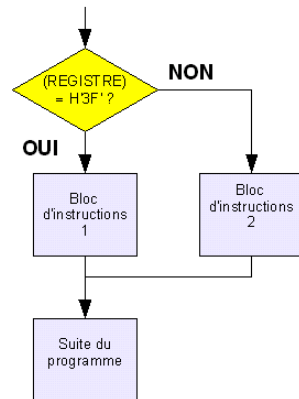 (REGISTRE)
= H'3F' ?
NON
OUI
Bloc
d'instructions
1
Bloc
d'instructions
2
Suite du
programme